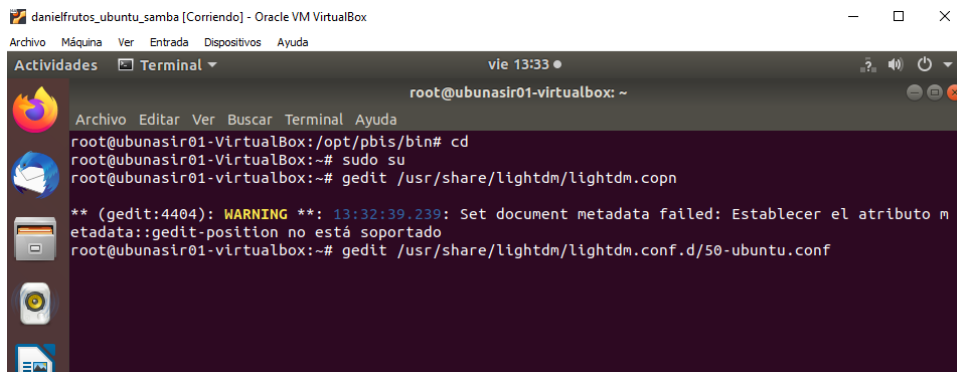 danielfrutos_ubuntu_samba [Corriendo] - Oracle VM VirtualBox
Archivo Máquina Ver Entrada Dispositivos Ayuda
Actividades Terminal vie 13:33
root@ubunasir01-virtualbox: ~
Archivo Editar Ver Buscar Terminal Ayuda
root@ubunasir01-VirtualBox:/opt/pbis/bin# cd
root@ubunasir01-VirtualBox:~# sudo su
root@ubunasir01-virtualbox:~# gedit /usr/share/lightdm/lightdm.copn
** (gedit:4404): WARNING **: 13:32:39.239: Set document metadata failed: Establecer el atributo m
etadata::gedit-position no está soportado
root@ubunasir01-virtualbox:~# gedit /usr/share/lightdm/lightdm.conf.d/50-ubuntu.conf